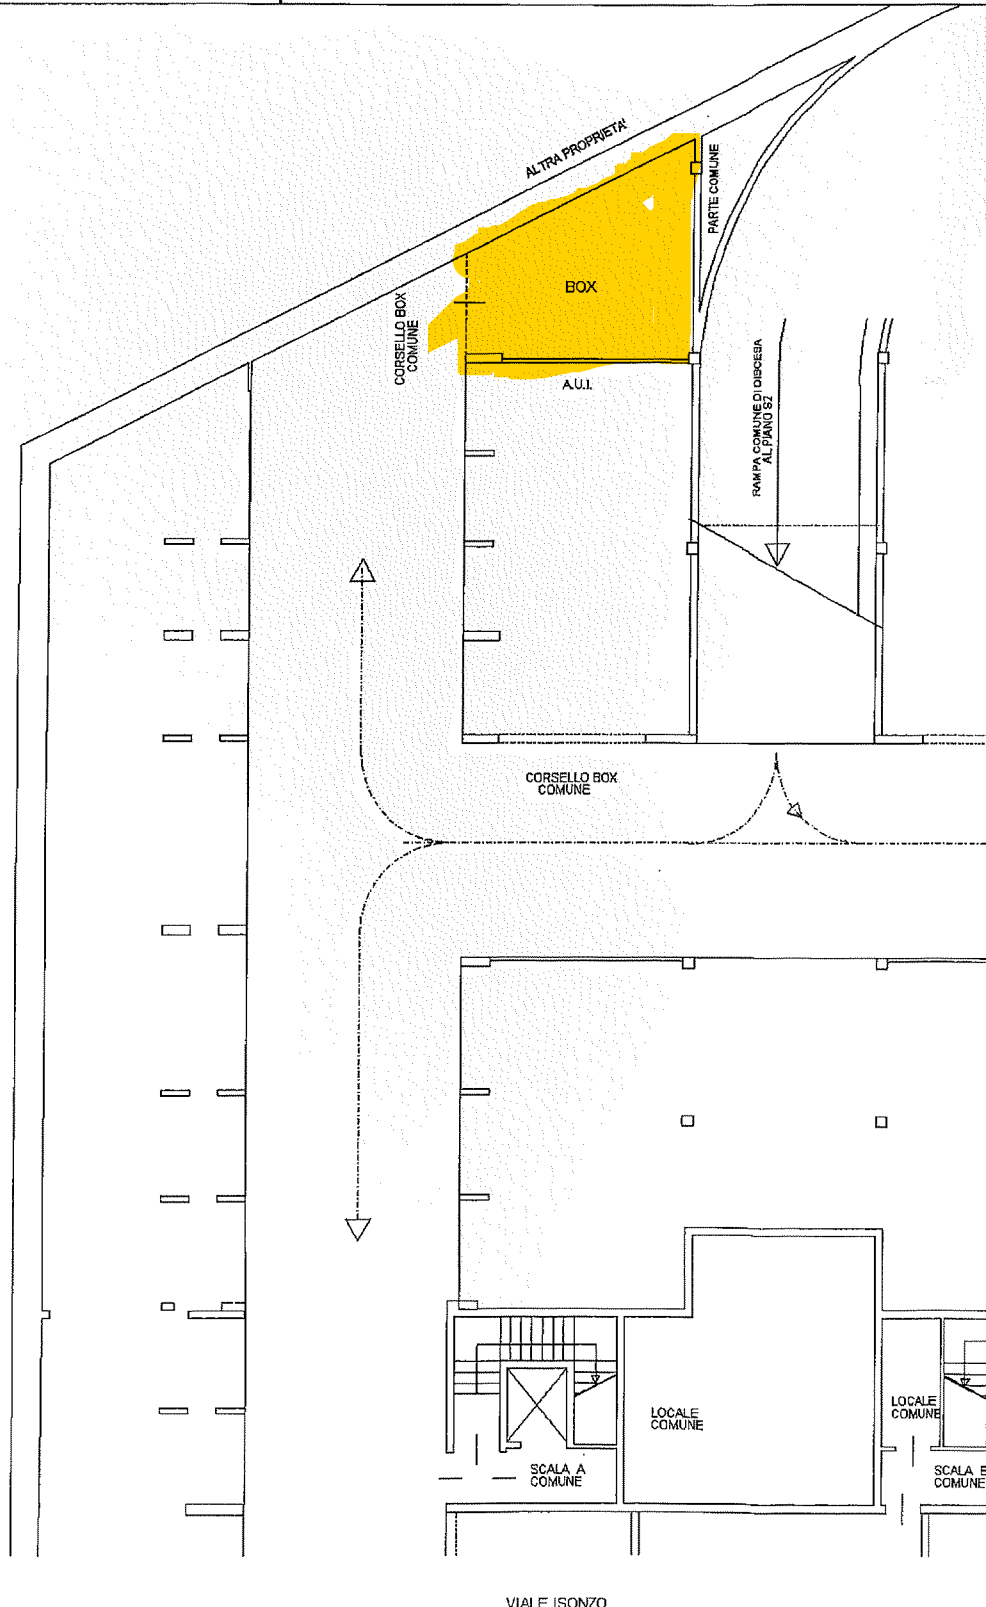 ALTRA PROPRIETA'
PARTE COMUNE
BOX
CORSELLO BOX
COMUNE
A.U.I.
RAMPA COMUNE DI DISCESA
AL PIANO S2
CORSELLO BOX
COMUNE
LOCALE
COMUNE
LOCALE
COMUNE
SCALA A
COMUNE
SCALA B
COMUNE
VIALE ISONZO